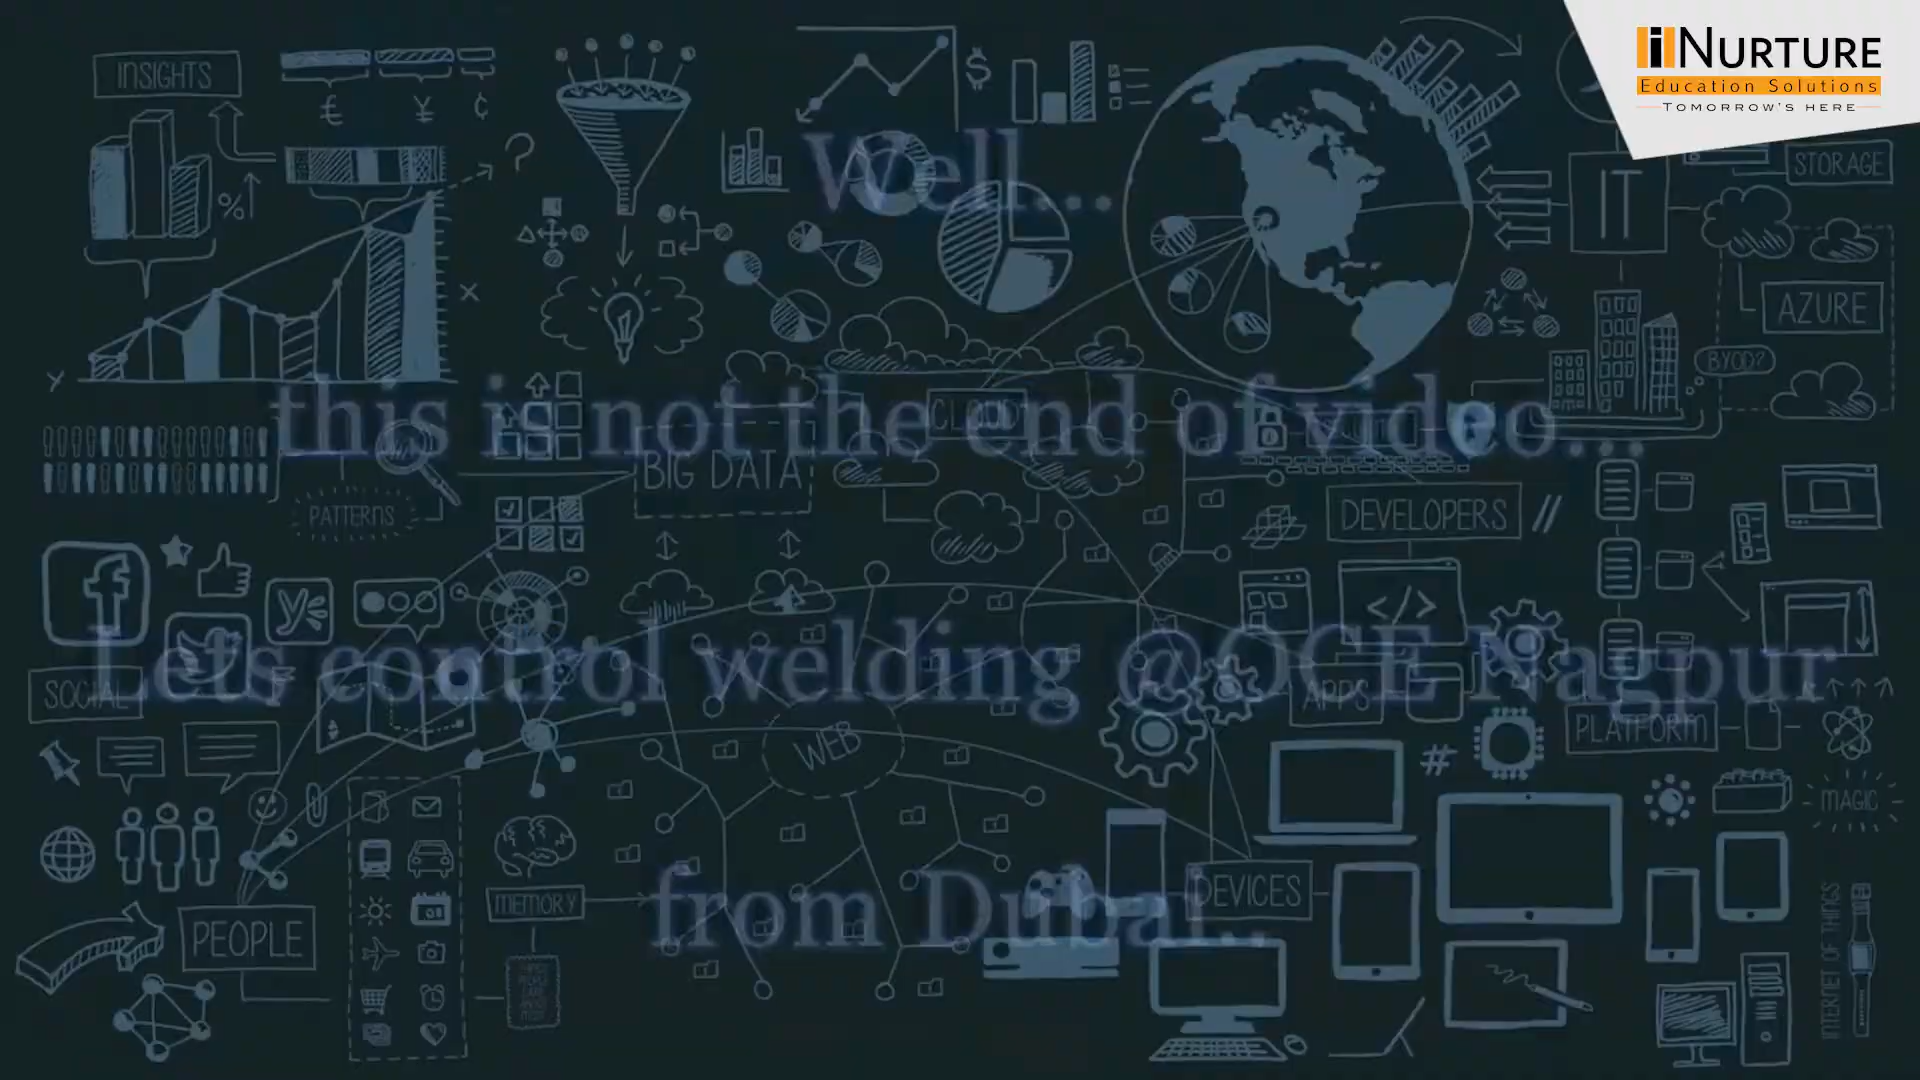 iNURTURE
Education Solutions
TOMORROW'S HERE
INSIGHTS
€ ¥ ¢
%
?
$
Well...
IT
STORAGE
AZURE
BYOD?
X
Y
this is not the end of video...
CLOUD
BIG DATA
PATTERNS
DEVELOPERS //
</>
Lets control welding @OCE Nagpur
SOCIAL
APPS
PLATFORM
WEB
#
MAGIC
from Dubai..
DEVICES
MEMORY
PEOPLE
INTERNET OF THINGS